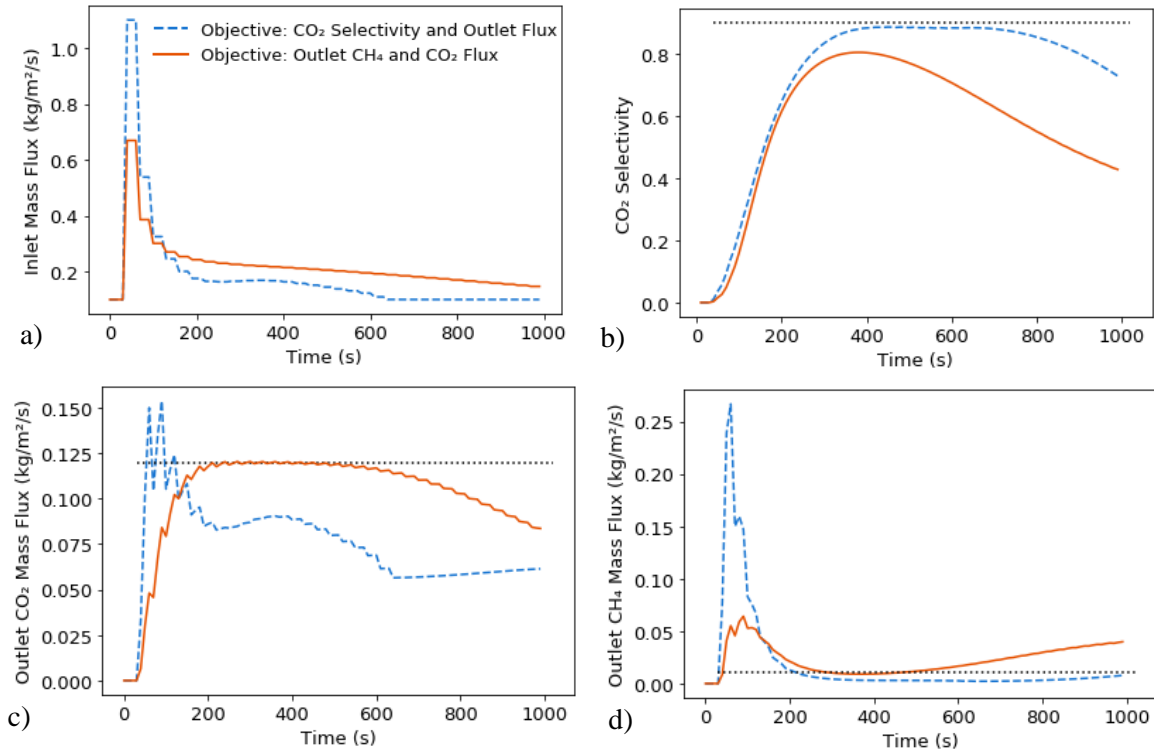 Objective: CO₂ Selectivity and Outlet Flux
Objective: Outlet CH₄ and CO₂ Flux
Inlet Mass Flux (kg/m²/s)
1.0
0.8
0.6
0.4
0.2
0 200 400 600 800 1000
Time (s)
a)
CO₂ Selectivity
0.8
0.6
0.4
0.2
0.0
0 200 400 600 800 1000
Time (s)
b)
Outlet CO₂ Mass Flux (kg/m²/s)
0.150
0.125
0.100
0.075
0.050
0.025
0.000
0 200 400 600 800 1000
Time (s)
c)
Outlet CH₄ Mass Flux (kg/m²/s)
0.25
0.20
0.15
0.10
0.05
0.00
0 200 400 600 800 1000
Time (s)
d)